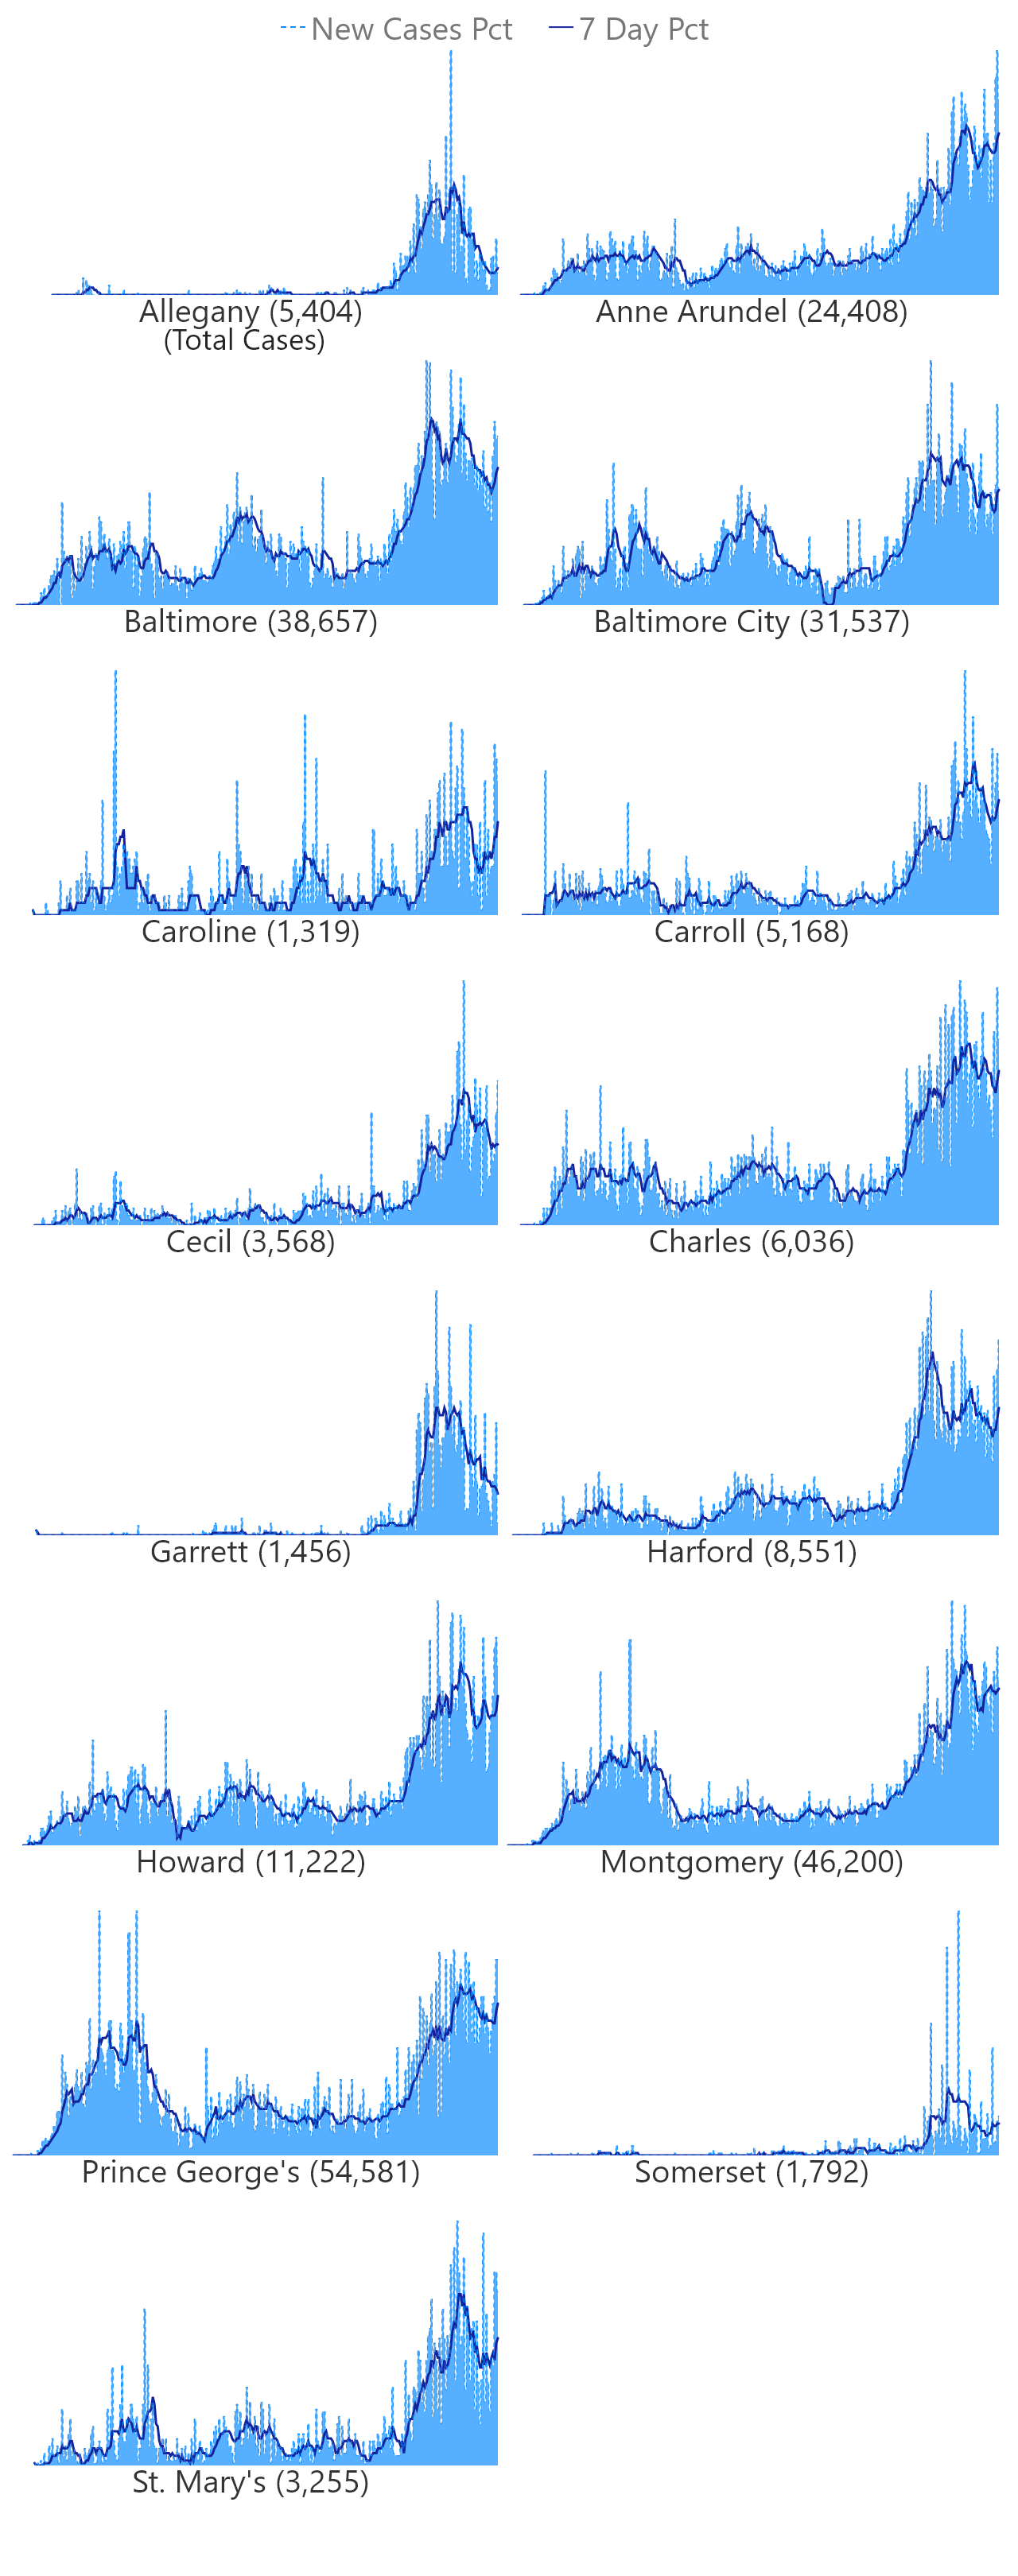 New Cases Pct 7 Day Pct
Allegany (5,404) Anne Arundel (24,408)
(Total Cases)
Baltimore (38,657) Baltimore City (31,537)
Caroline (1,319) Carroll (5,168)
Cecil (3,568) Charles (6,036)
Garrett (1,456) Harford (8,551)
Howard (11,222) Montgomery (46,200)
Prince George's (54,581) Somerset (1,792)
St. Mary's (3,255)